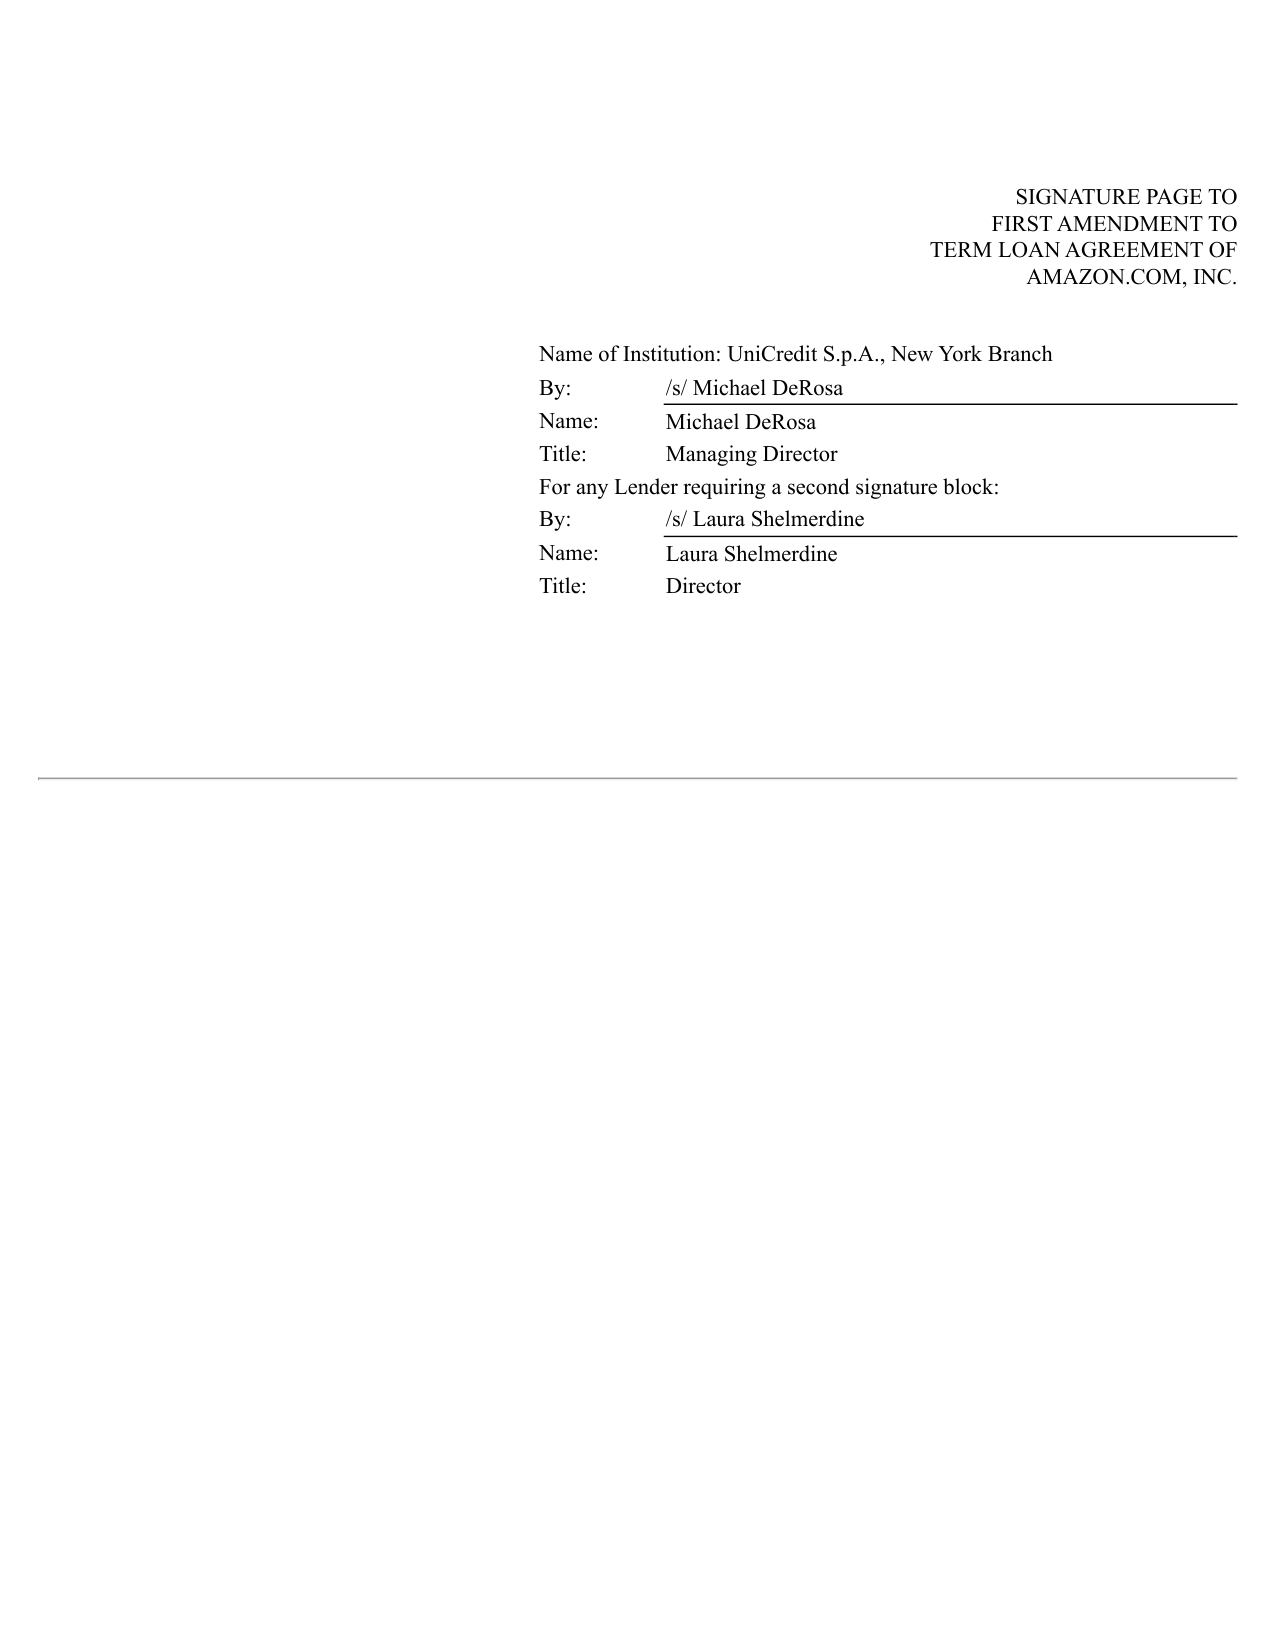 SIGNATURE PAGE TO
FIRST AMENDMENT TO
TERM LOAN AGREEMENT OF
AMAZON.COM, INC.
Name of Institution: UniCredit S.p.A., New York Branch
By: /s/ Michael DeRosa
Name: Michael DeRosa
Title: Managing Director
For any Lender requiring a second signature block:
By: /s/ Laura Shelmerdine
Name: Laura Shelmerdine
Title: Director